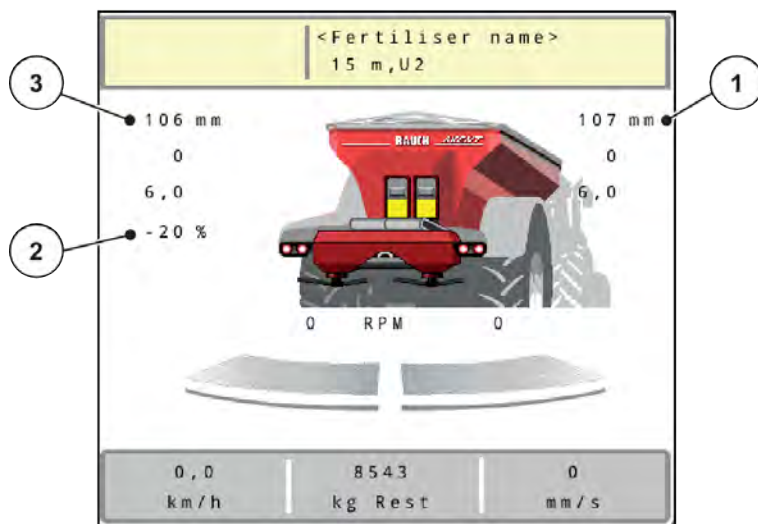 <Fertiliser name>
15 m,U2
3
1
106 mm
107 mm
0
0
6,0
6,0
2
-20 %
RAUCH
0 RPM 0
0,0
8543
0
km/h
kg Rest
mm/s